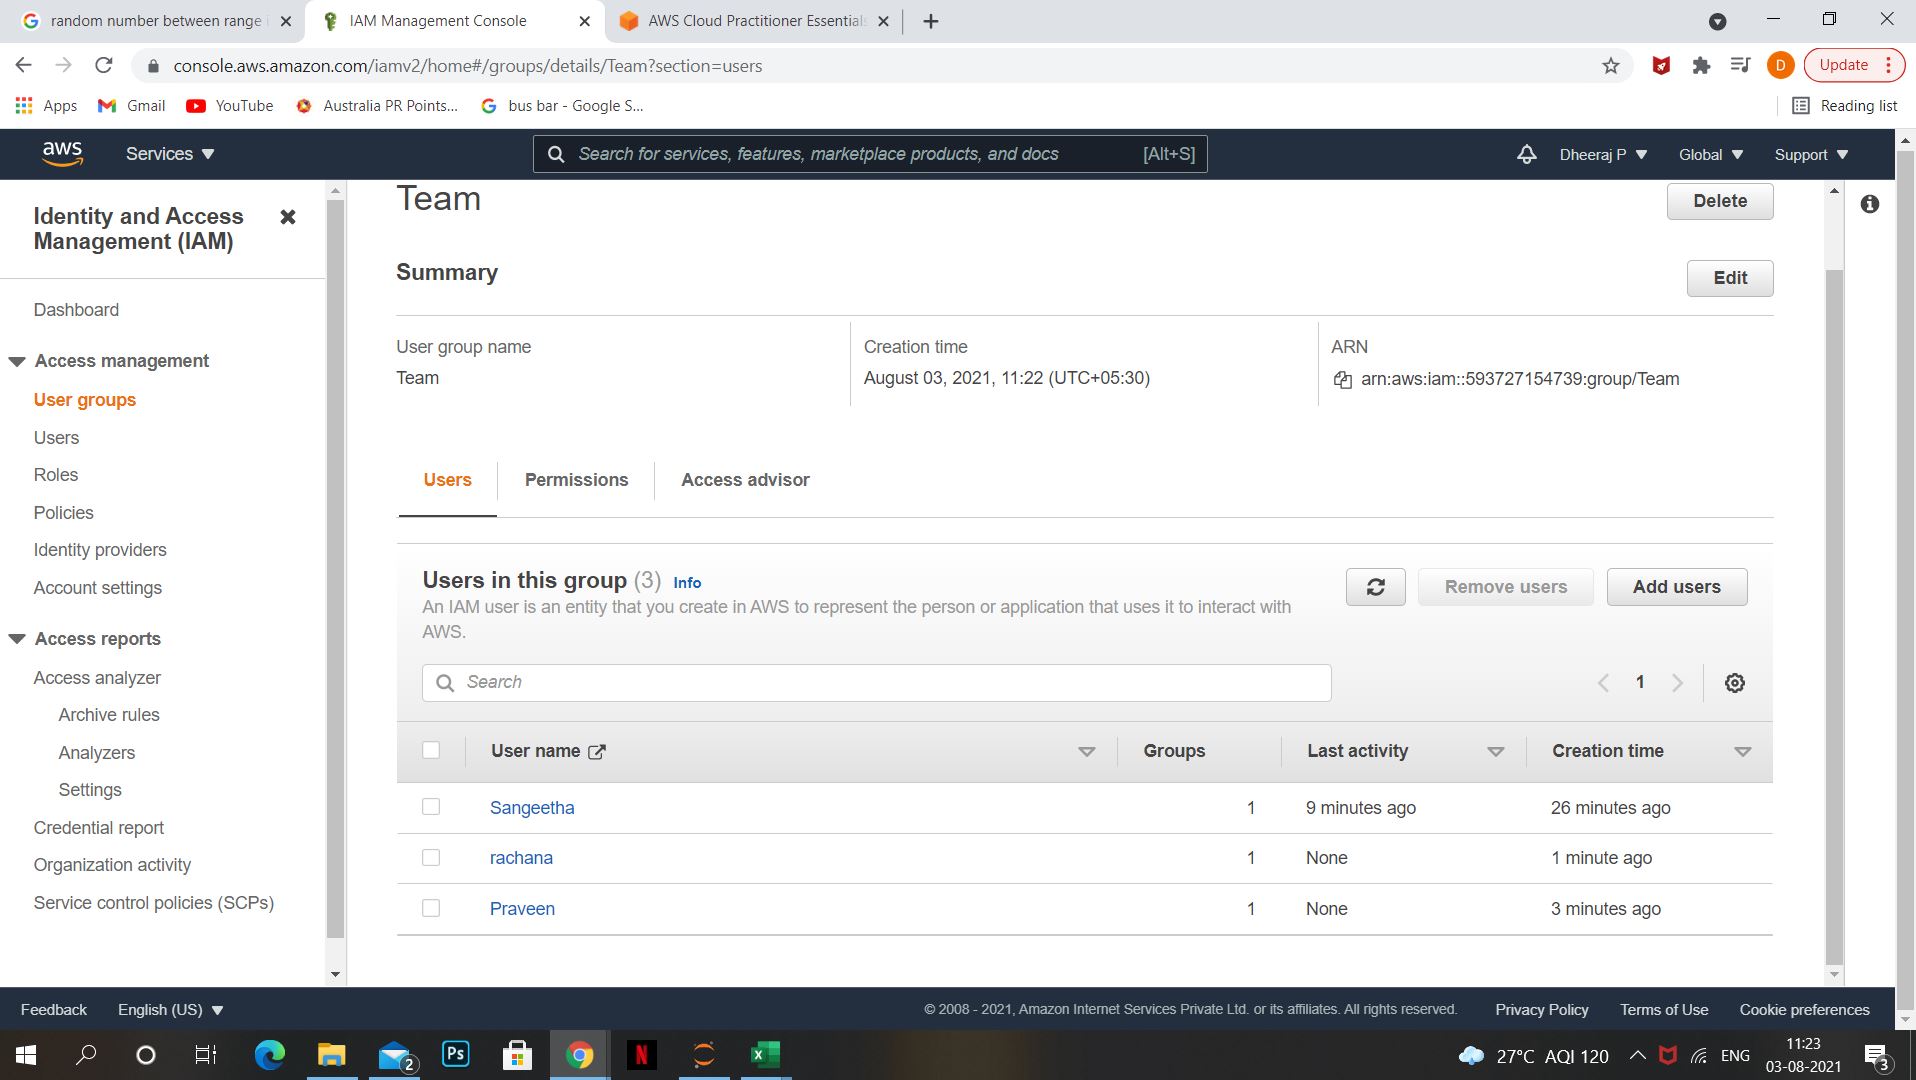 random number between range i
IAM Management Console
AWS Cloud Practitioner Essentials
console.aws.amazon.com/iamv2/home#/groups/details/Team?section=users
D
Update
Apps
Gmail
YouTube
Australia PR Points...
bus bar - Google S...
Reading list
aws
Services
Search for services, features, marketplace products, and docs
[Alt+S]
Dheeraj P
Global
Support
Identity and Access
Management (IAM)
Dashboard
Access management
User groups
Users
Roles
Policies
Identity providers
Account settings
Access reports
Access analyzer
Archive rules
Analyzers
Settings
Credential report
Organization activity
Service control policies (SCPs)
Team
Delete
Summary
Edit
User group name
Team
Creation time
August 03, 2021, 11:22 (UTC+05:30)
ARN
arn:aws:iam::593727154739:group/Team
Users
Permissions
Access advisor
Users in this group (3) Info
An IAM user is an entity that you create in AWS to represent the person or application that uses it to interact with
AWS.
Remove users
Add users
Search
1
User name
Groups
Last activity
Creation time
Sangeetha 1 9 minutes ago 26 minutes ago
rachana 1 None 1 minute ago
Praveen 1 None 3 minutes ago
Feedback
English (US)
© 2008 - 2021, Amazon Internet Services Private Ltd. or its affiliates. All rights reserved.
Privacy Policy
Terms of Use
Cookie preferences
2
Ps
N
X
27°C AQI 120
ENG
11:23
03-08-2021
3